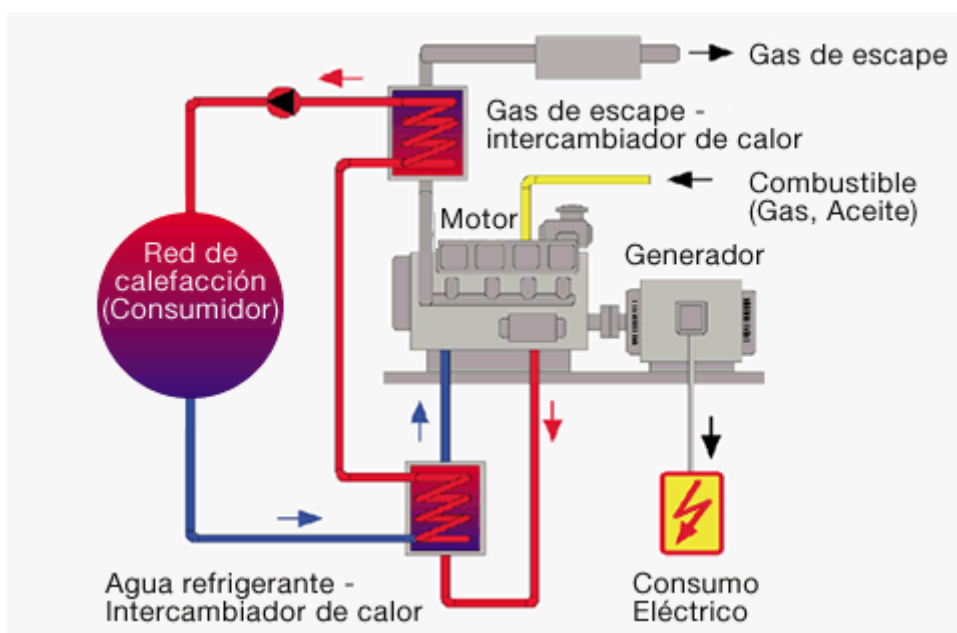 Gas de escape
Gas de escape -
intercambiador de calor
Combustible
(Gas, Aceite)
Motor
Generador
Red de
calefacción
(Consumidor)
Agua refrigerante -
Intercambiador de calor
Consumo
Eléctrico